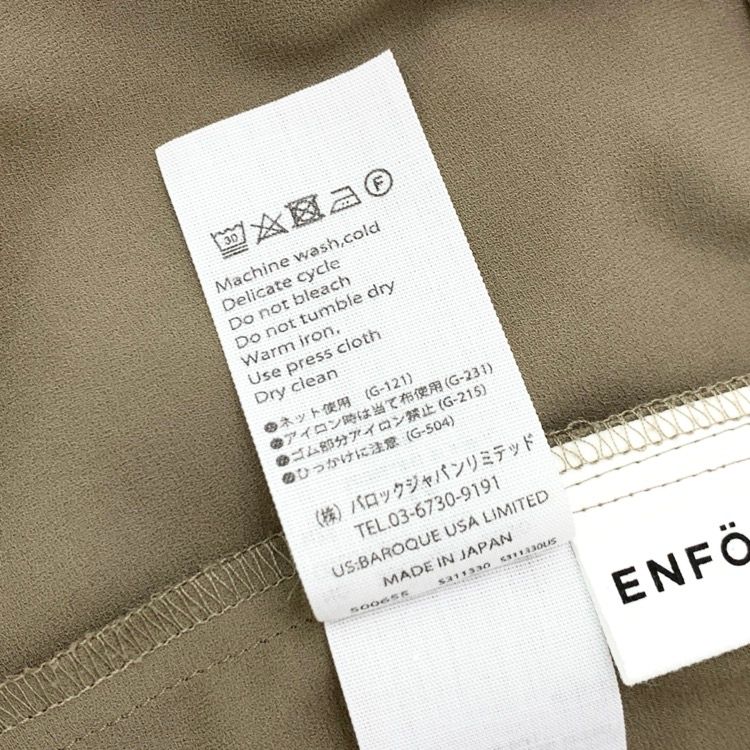 30
F
Machine wash,cold
Delicate cycle
Do not bleach
Do not tumble dry
Warm iron,
Use press cloth
Dry clean
●ネット使用 (G-121)
●アイロン時は当て布使用(G-231)
●ゴム部分アイロン禁止(G-215)
●ひっかけに注意 (G-504)
(株) バロックジャパンリミテッド
TEL.03-6730-9191
US:BAROQUE USA LIMITED
MADE IN JAPAN
500655 5311330 5311330US
ENFÖ